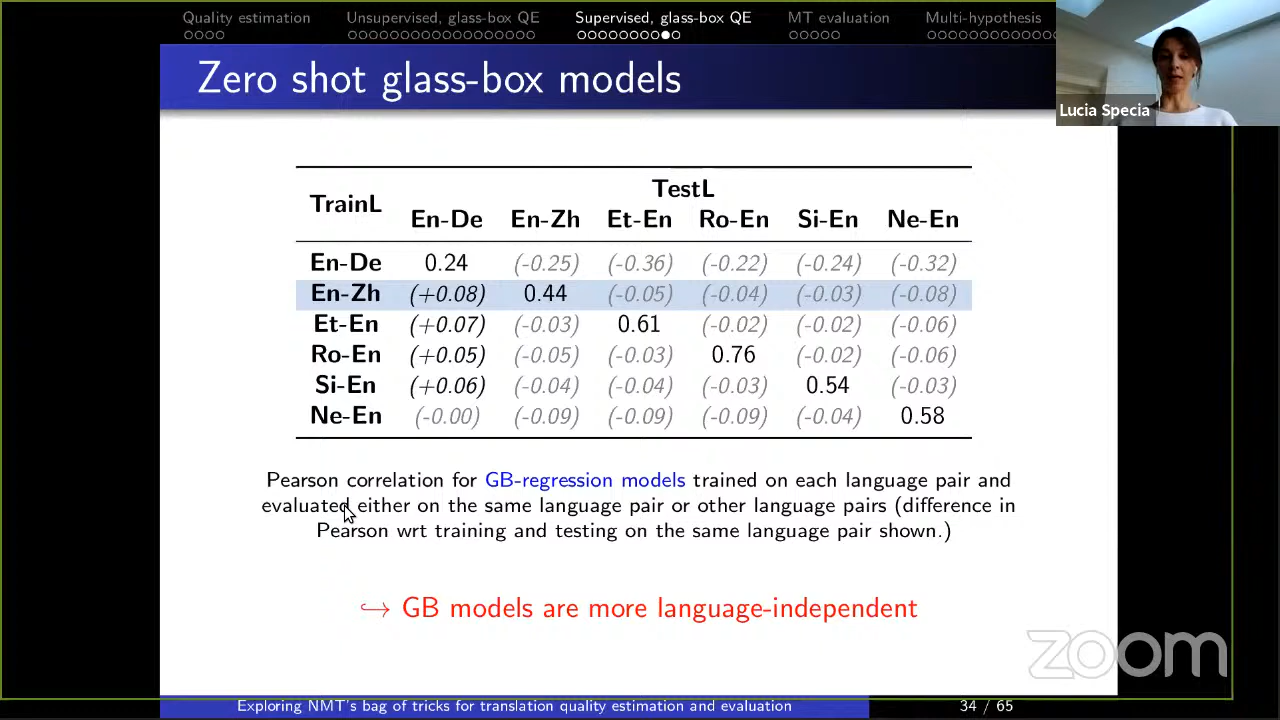 Quality estimation Unsupervised, glass-box QE Supervised, glass-box QE MT evaluation Multi-hypothesis
Zero shot glass-box models
Lucia Specia
TrainL TestL
En-De En-Zh Et-En Ro-En Si-En Ne-En
En-De 0.24 (-0.25) (-0.36) (-0.22) (-0.24) (-0.32)
En-Zh (+0.08) 0.44 (-0.05) (-0.04) (-0.03) (-0.08)
Et-En (+0.07) (-0.03) 0.61 (-0.02) (-0.02) (-0.06)
Ro-En (+0.05) (-0.05) (-0.03) 0.76 (-0.02) (-0.06)
Si-En (+0.06) (-0.04) (-0.04) (-0.03) 0.54 (-0.03)
Ne-En (-0.00) (-0.09) (-0.09) (-0.09) (-0.04) 0.58
Pearson correlation for GB-regression models trained on each language pair and
evaluated either on the same language pair or other language pairs (difference in
Pearson wrt training and testing on the same language pair shown.)
↪ GB models are more language-independent
zoom
Exploring NMT's bag of tricks for translation quality estimation and evaluation 34 / 65